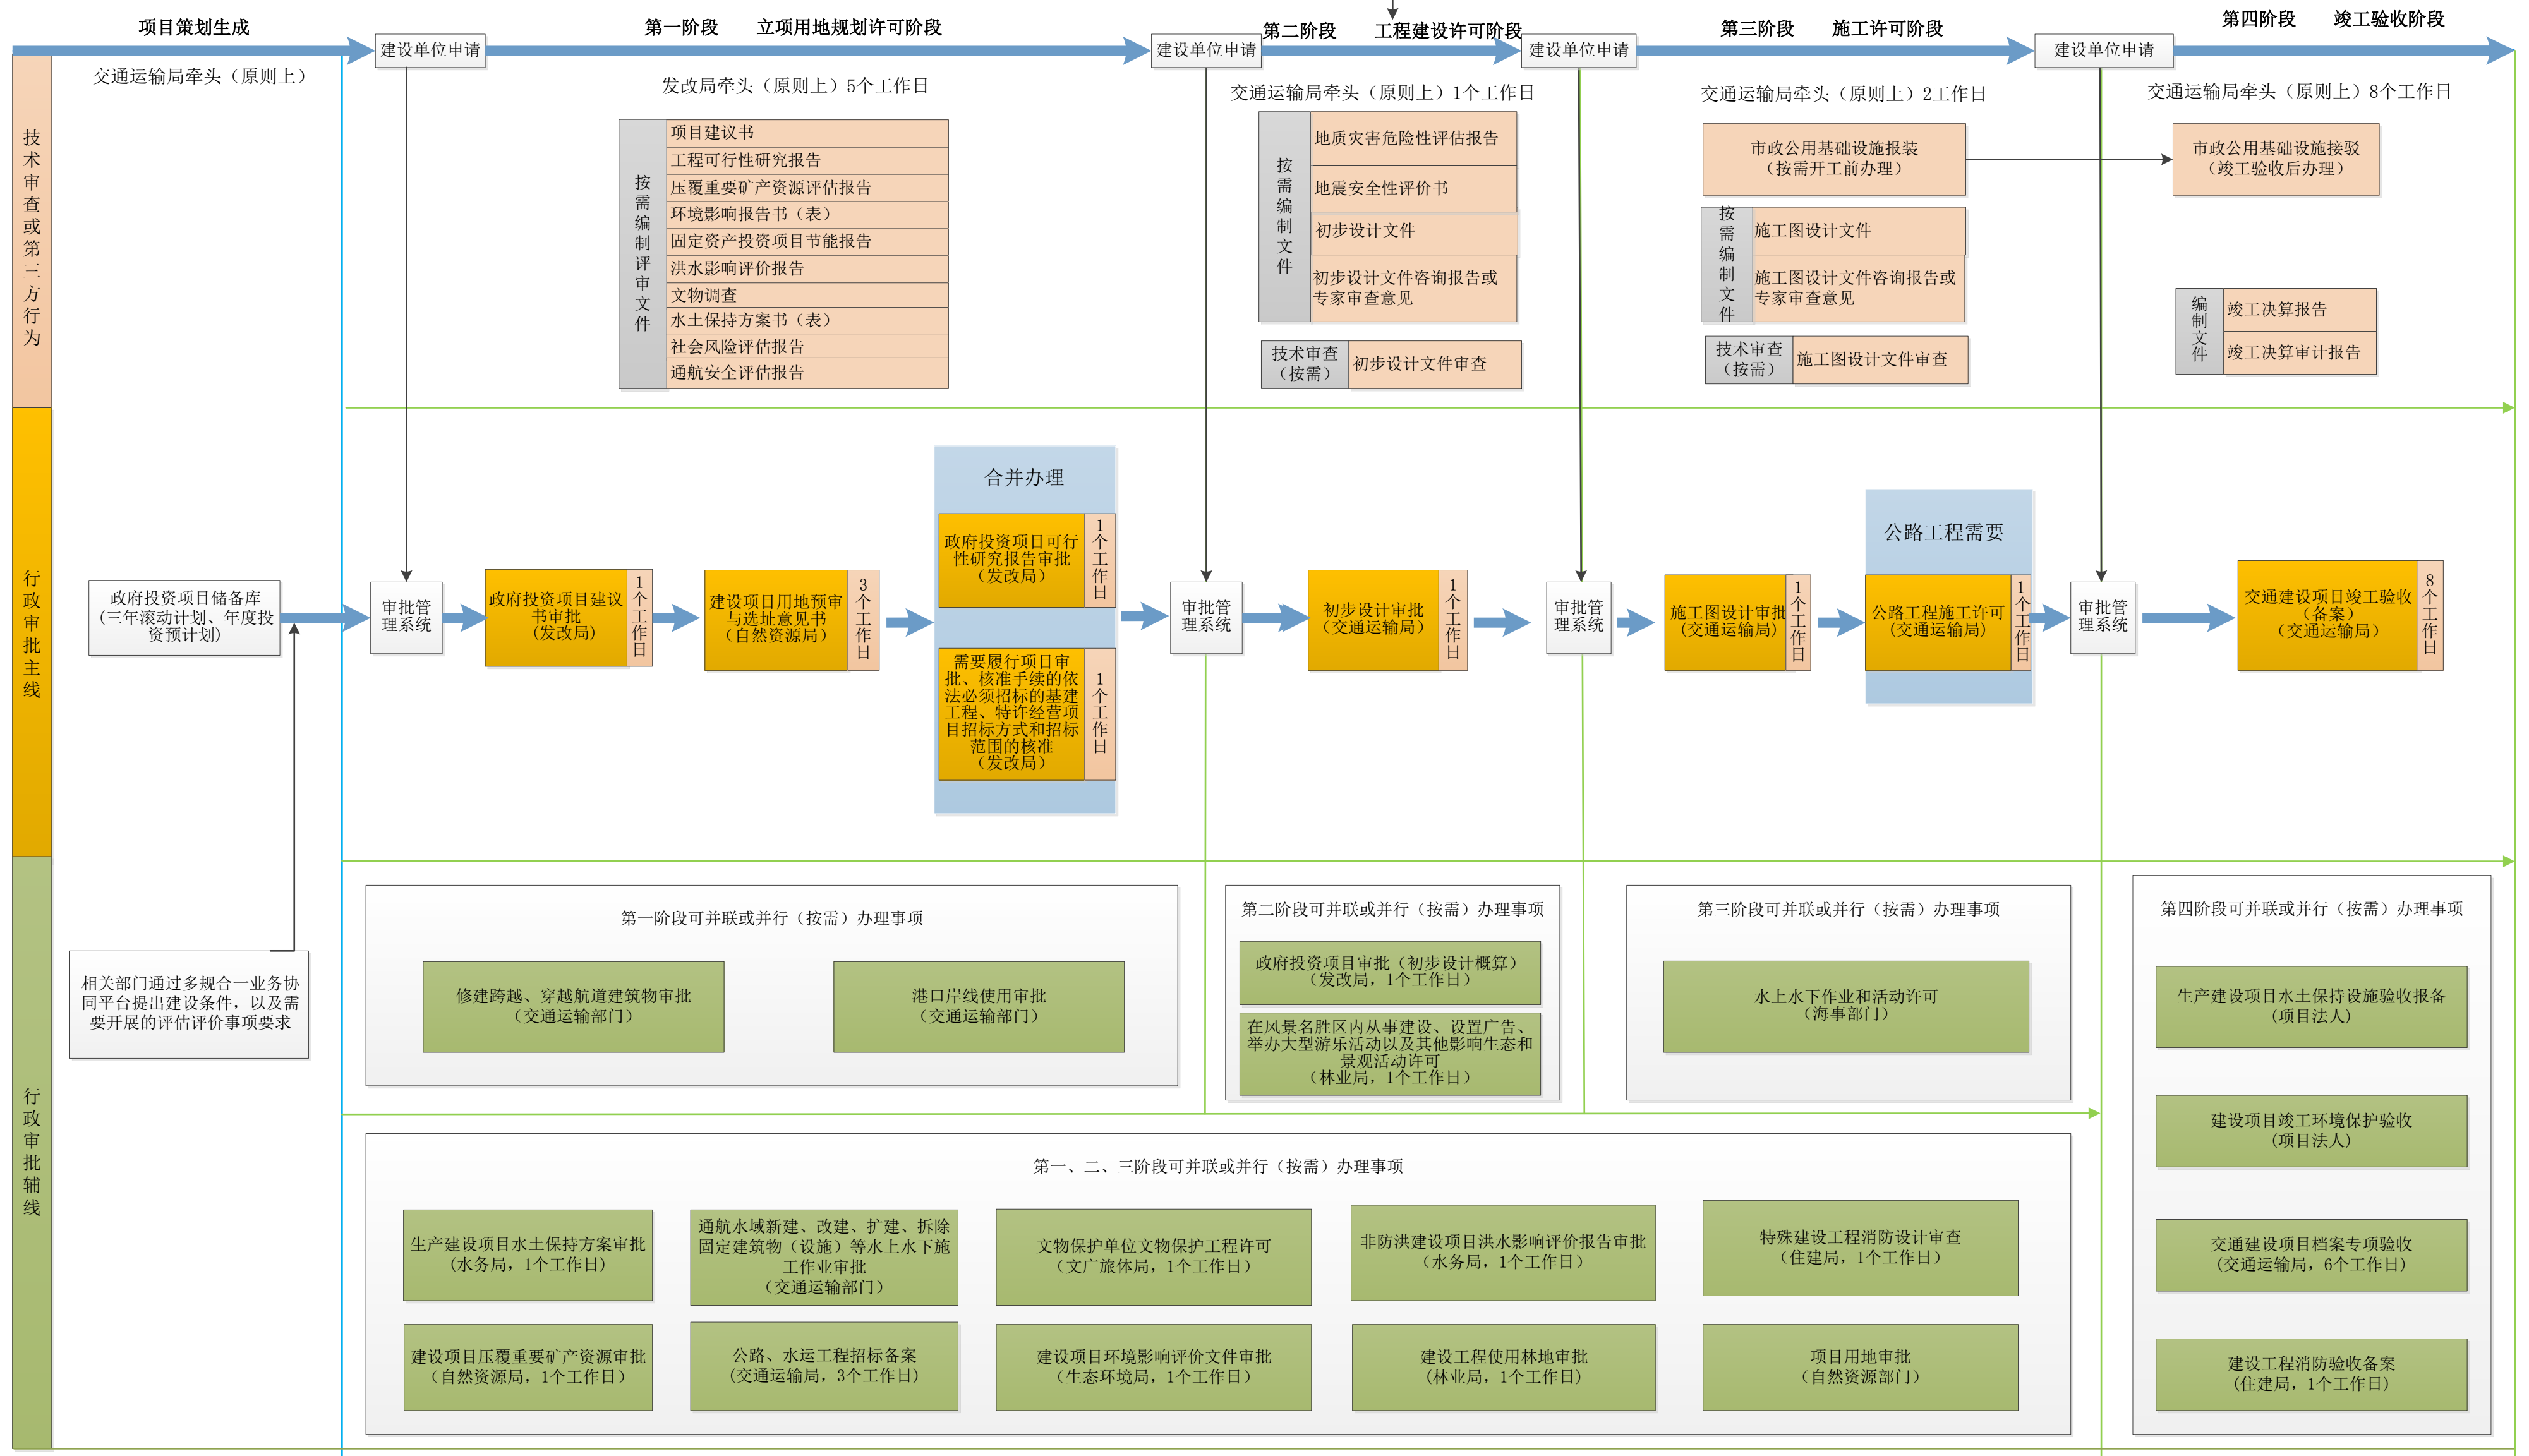 项目策划生成
第一阶段 立项用地规划许可阶段
第二阶段 工程建设许可阶段
第三阶段 施工许可阶段
第四阶段 竣工验收阶段
建设单位申请
建设单位申请
建设单位申请
建设单位申请
交通运输局牵头（原则上）
发改局牵头（原则上）5个工作日
交通运输局牵头（原则上）1个工作日
交通运输局牵头（原则上）2工作日
交通运输局牵头（原则上）8个工作日
技术审查或第三方行为
按需编制评审文件
项目建议书
工程可行性研究报告
压覆重要矿产资源评估报告
环境影响报告书（表）
固定资产投资项目节能报告
洪水影响评价报告
文物调查
水土保持方案书（表）
社会风险评估报告
通航安全评估报告
按需编制文件
地质灾害危险性评估报告
地震安全性评价书
初步设计文件
初步设计文件咨询报告或
专家审查意见
技术审查
（按需）
初步设计文件审查
市政公用基础设施报装
（按需开工前办理）
按需编制文件
施工图设计文件
施工图设计文件咨询报告或
专家审查意见
技术审查
（按需）
施工图设计文件审查
市政公用基础设施接驳
（竣工验收后办理）
编制文件
竣工决算报告
竣工决算审计报告
行政审批主线
政府投资项目储备库
(三年滚动计划、年度投
资预计划)
审批管
理系统
政府投资项目建议
书审批
(发改局)
1个工作日
建设项目用地预审
与选址意见书
（自然资源局）
3个工作日
合并办理
政府投资项目可行
性研究报告审批
（发改局）
1个工作日
需要履行项目审
批、核准手续的依
法必须招标的基建
工程、特许经营项
目招标方式和招标
范围的核准
（发改局）
1个工作日
审批管
理系统
初步设计审批
（交通运输局）
1个工作日
审批管
理系统
施工图设计审批
(交通运输局)
1个工作日
公路工程需要
公路工程施工许可
(交通运输局)
1个工作日
审批管
理系统
交通建设项目竣工验收
（备案）
（交通运输局）
8个工作日
行政审批辅线
相关部门通过多规合一业务协
同平台提出建设条件，以及需
要开展的评估评价事项要求
第一阶段可并联或并行（按需）办理事项
修建跨越、穿越航道建筑物审批
（交通运输部门）
港口岸线使用审批
（交通运输部门）
第二阶段可并联或并行（按需）办理事项
政府投资项目审批（初步设计概算）
（发改局，1个工作日）
在风景名胜区内从事建设、设置广告、
举办大型游乐活动以及其他影响生态和
景观活动许可
（林业局，1个工作日）
第三阶段可并联或并行（按需）办理事项
水上水下作业和活动许可
（海事部门）
第四阶段可并联或并行（按需）办理事项
生产建设项目水土保持设施验收报备
(项目法人)
建设项目竣工环境保护验收
(项目法人)
交通建设项目档案专项验收
(交通运输局，6个工作日)
建设工程消防验收备案
(住建局，1个工作日)
第一、二、三阶段可并联或并行（按需）办理事项
生产建设项目水土保持方案审批
(水务局，1个工作日)
通航水域新建、改建、扩建、拆除
固定建筑物（设施）等水上水下施
工作业审批
（交通运输部门）
文物保护单位文物保护工程许可
（文广旅体局，1个工作日）
非防洪建设项目洪水影响评价报告审批
（水务局，1个工作日）
特殊建设工程消防设计审查
（住建局，1个工作日）
建设项目压覆重要矿产资源审批
（自然资源局，1个工作日）
公路、水运工程招标备案
(交通运输局，3个工作日)
建设项目环境影响评价文件审批
（生态环境局，1个工作日）
建设工程使用林地审批
(林业局，1个工作日)
项目用地审批
（自然资源部门）